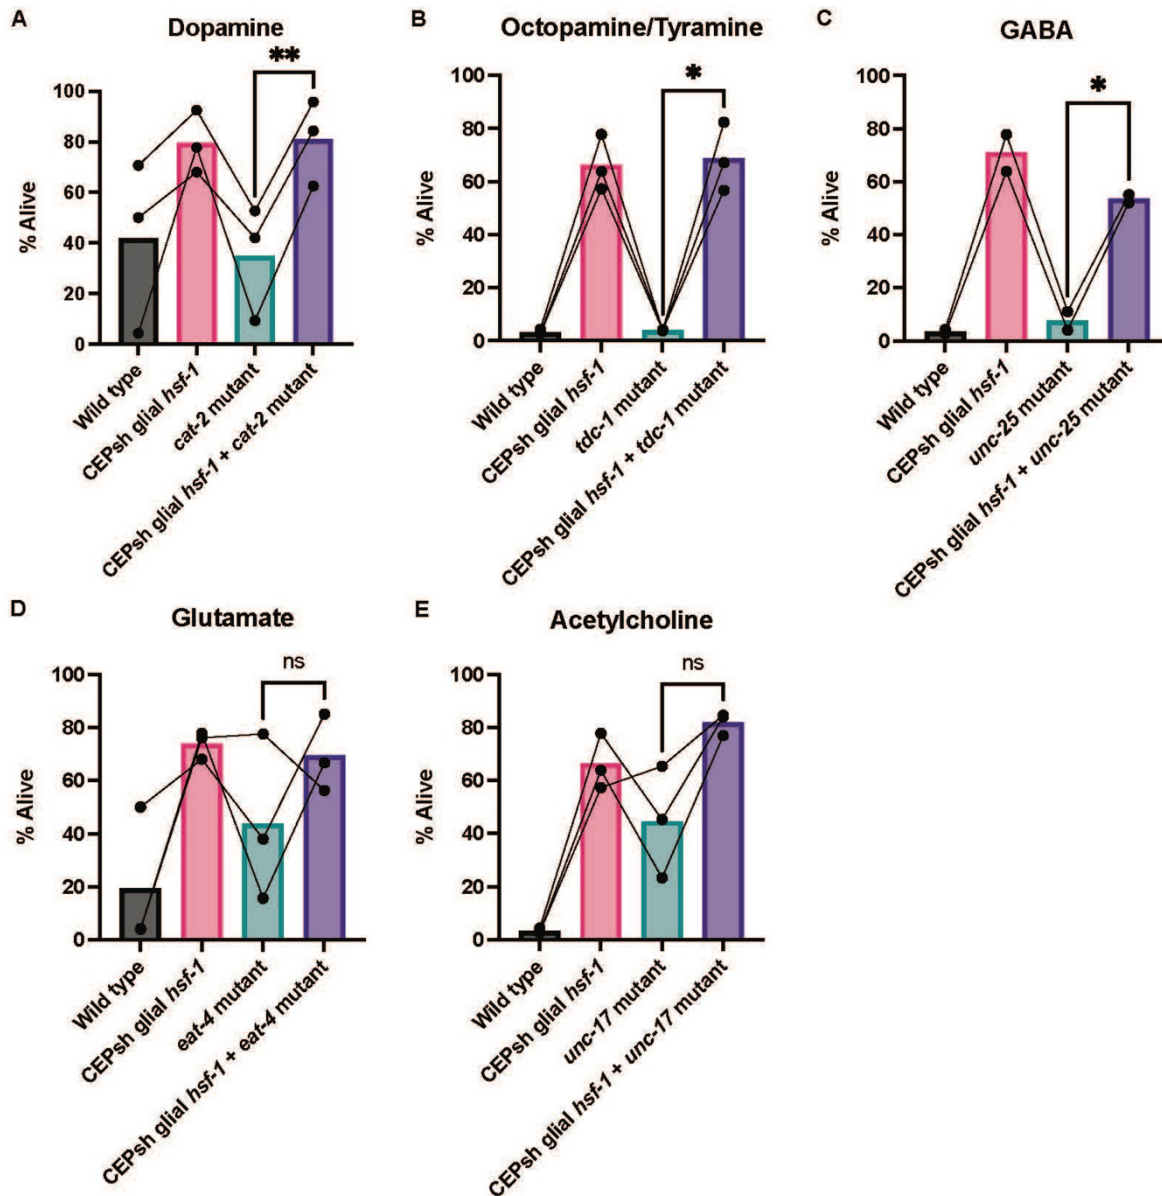 A
Dopamine
**
% Alive
100
80
60
40
20
0
Wild type
CEPsh glial hsf-1
cat-2 mutant
CEPsh glial hsf-1 + cat-2 mutant
B
Octopamine/Tyramine
*
% Alive
100
80
60
40
20
0
Wild type
CEPsh glial hsf-1
tdc-1 mutant
CEPsh glial hsf-1 + tdc-1 mutant
C
GABA
*
% Alive
100
80
60
40
20
0
Wild type
CEPsh glial hsf-1
unc-25 mutant
CEPsh glial hsf-1 + unc-25 mutant
D
Glutamate
ns
% Alive
100
80
60
40
20
0
Wild type
CEPsh glial hsf-1
eat-4 mutant
CEPsh glial hsf-1 + eat-4 mutant
E
Acetylcholine
ns
% Alive
100
80
60
40
20
0
Wild type
CEPsh glial hsf-1
unc-17 mutant
CEPsh glial hsf-1 + unc-17 mutant